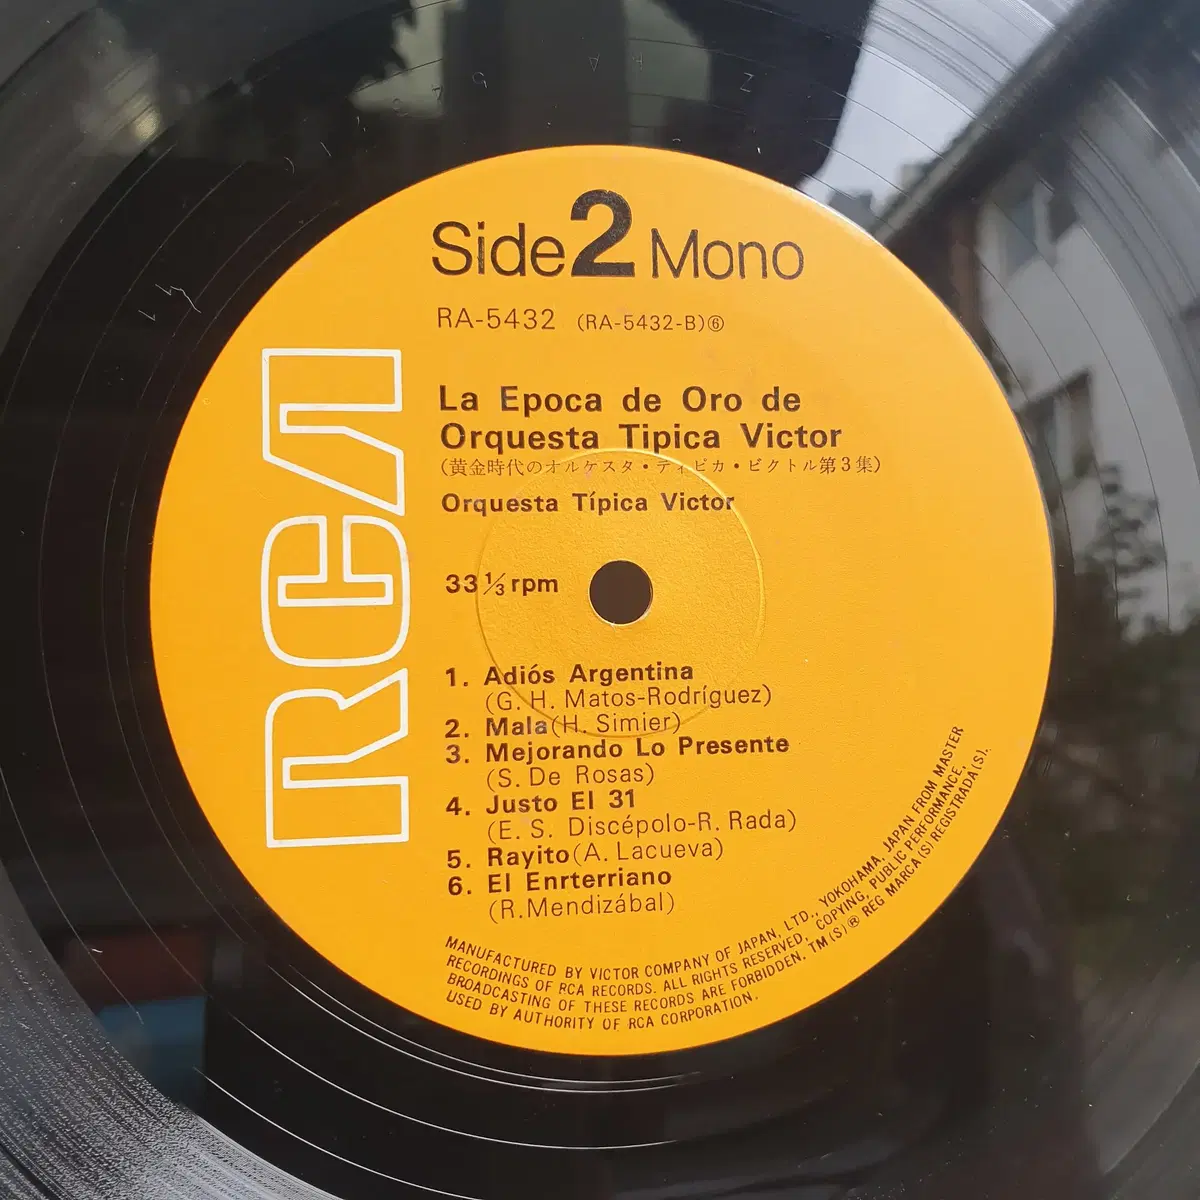 Side 2 Mono
RA-5432 (RA-5432-B)⑥
RCA
La Epoca de Oro de
Orquesta Tipica Victor
(黄金時代のオルケスタ・ティピカ・ビクトル第3集)
Orquesta Típica Victor
33 ⅓ rpm
1. Adiós Argentina
(G. H. Matos-Rodríguez)
2. Mala (H. Simier)
3. Mejorando Lo Presente
(S. De Rosas)
4. Justo El 31
(E. S. Discépolo-R. Rada)
5. Rayito (A. Lacueva)
6. El Enrterriano
(R. Mendizábal)
MANUFACTURED BY VICTOR COMPANY OF JAPAN, LTD., YOKOHAMA, JAPAN FROM MASTER
RECORDINGS OF RCA RECORDS. ALL RIGHTS RESERVED, COPYING, PUBLIC PERFORMANCE,
BROADCASTING OF THESE RECORDS ARE FORBIDDEN. TM(S)® REG MARCA(S) REGISTRADA(S).
USED BY AUTHORITY OF RCA CORPORATION.